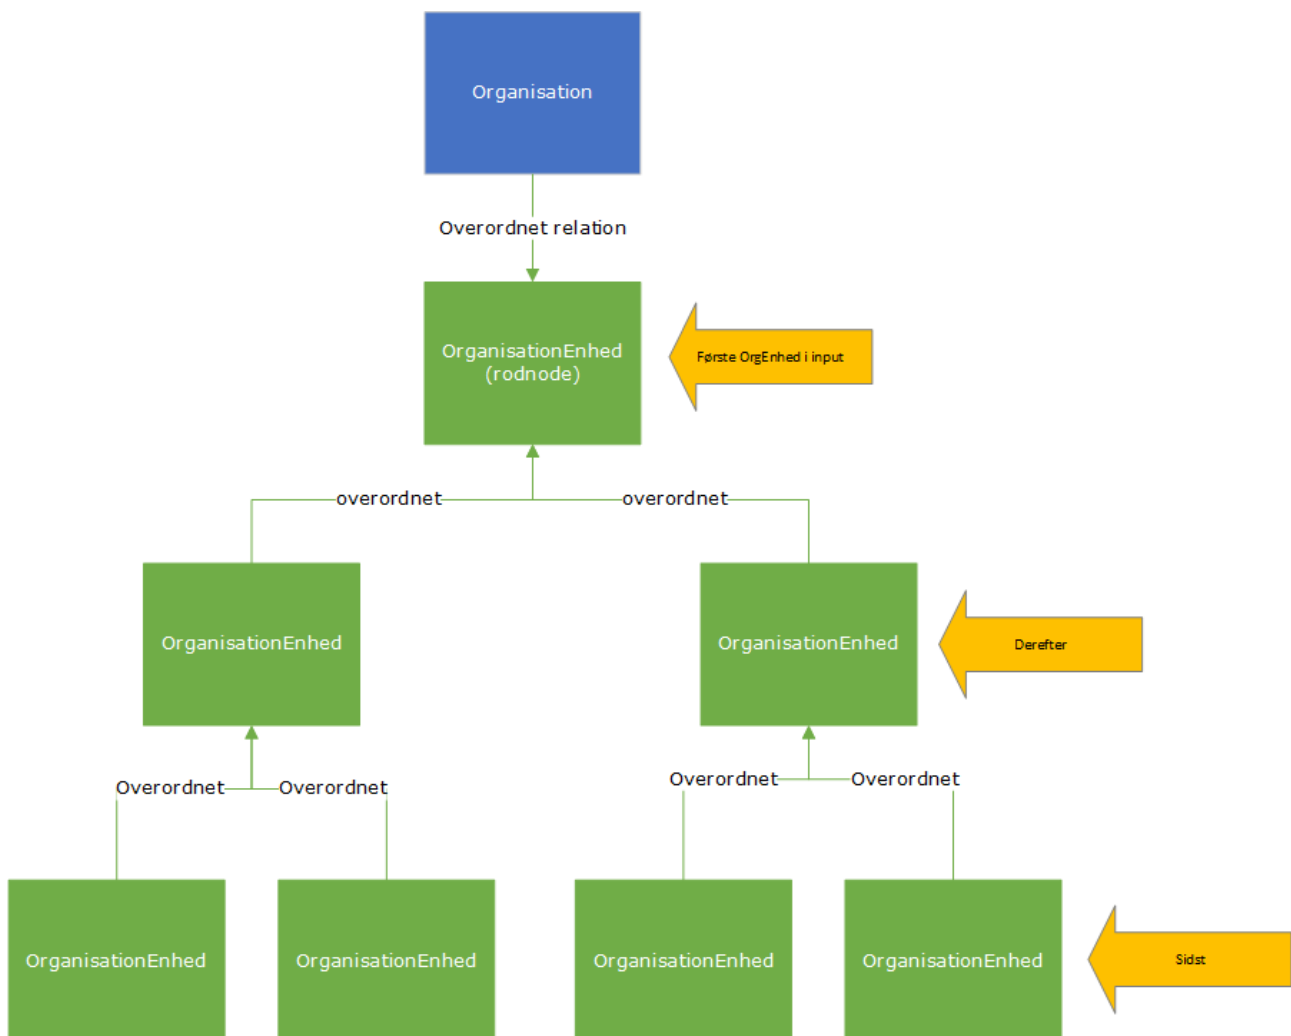 Organisation
Overordnet relation
OrganisationEnhed
(rodnode)
Første OrgEnhed i input
overordnet
overordnet
OrganisationEnhed
OrganisationEnhed
Derefter
Overordnet
Overordnet
Overordnet
Overordnet
OrganisationEnhed
OrganisationEnhed
OrganisationEnhed
OrganisationEnhed
Sidst